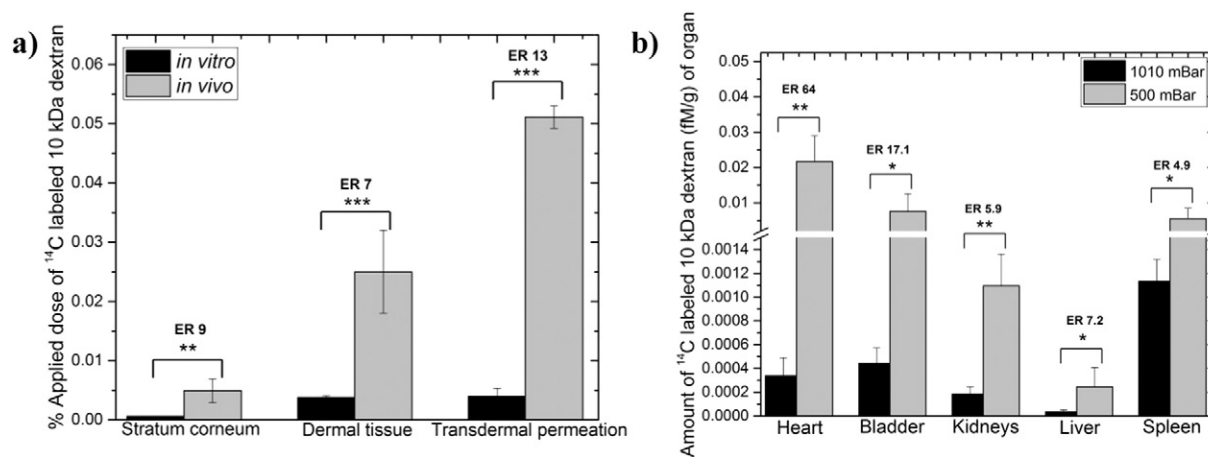 a)
% Applied dose of ¹⁴C labeled 10 kDa dextran
0.06
0.05
0.04
0.03
0.02
0.01
0.00
in vitro
in vivo
ER 9
**
ER 7
***
ER 13
***
Stratum corneum Dermal tissue Transdermal permeation
b)
Amount of ¹⁴C labeled 10 kDa dextran (fM/g) of organ
0.05
0.04
0.03
0.02
0.01
0.0014
0.0012
0.0010
0.0008
0.0006
0.0004
0.0002
0.0000
1010 mBar
500 mBar
ER 64
**
ER 17.1
*
ER 5.9
**
ER 7.2
*
ER 4.9
*
Heart Bladder Kidneys Liver Spleen